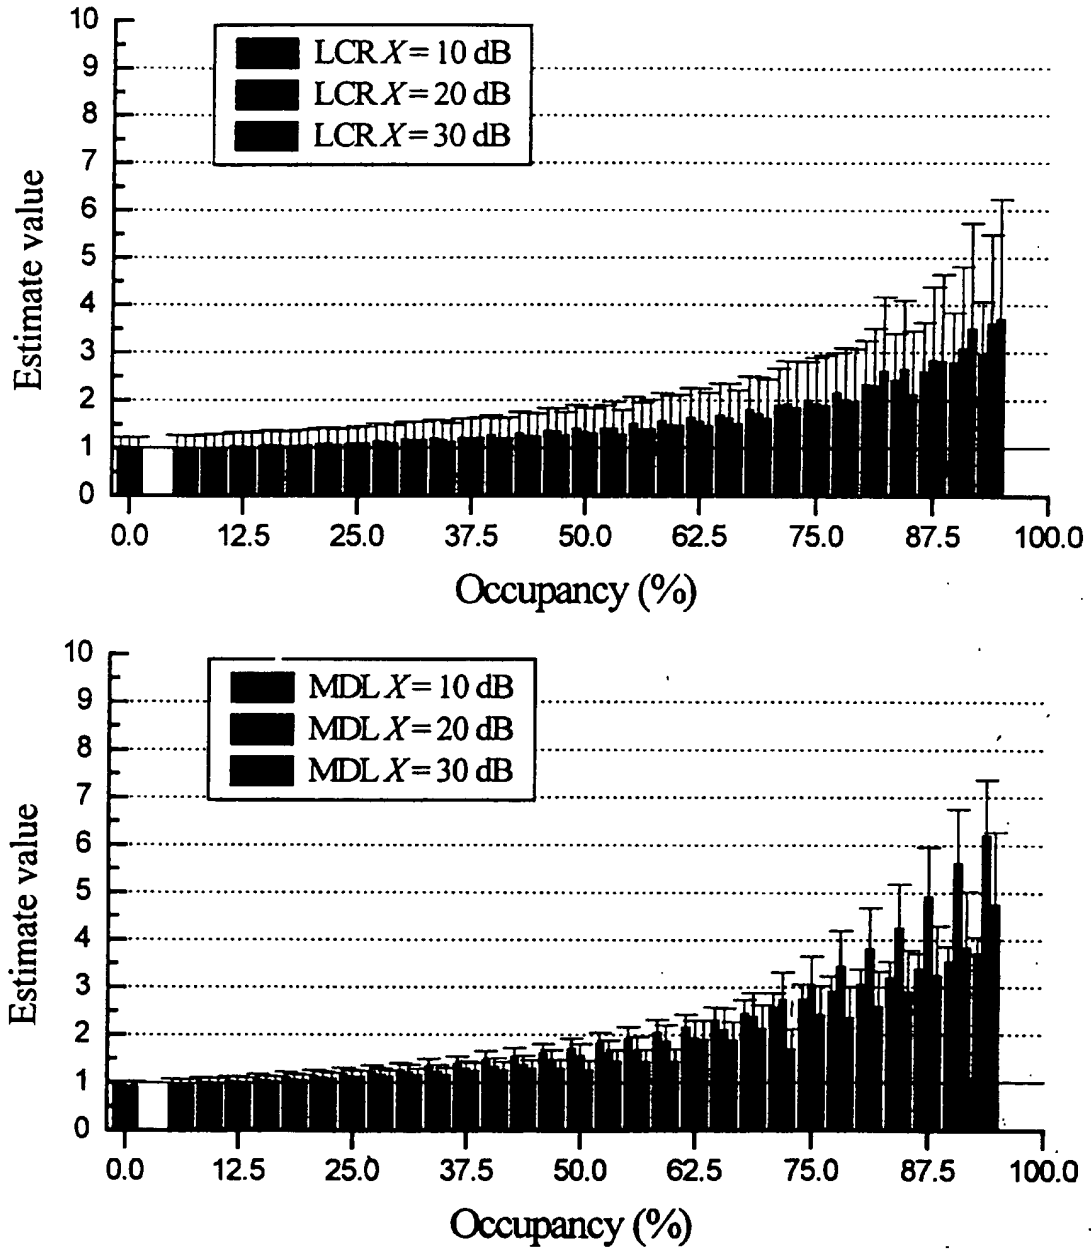 10
9
8
7
6
5
4
3
2
1
0
Estimate value
LCR X = 10 dB
LCR X = 20 dB
LCR X = 30 dB
0.0 12.5 25.0 37.5 50.0 62.5 75.0 87.5 100.0
Occupancy (%)
10
9
8
7
6
5
4
3
2
1
0
Estimate value
MDL X = 10 dB
MDL X = 20 dB
MDL X = 30 dB
0.0 12.5 25.0 37.5 50.0 62.5 75.0 87.5 100.0
Occupancy (%)